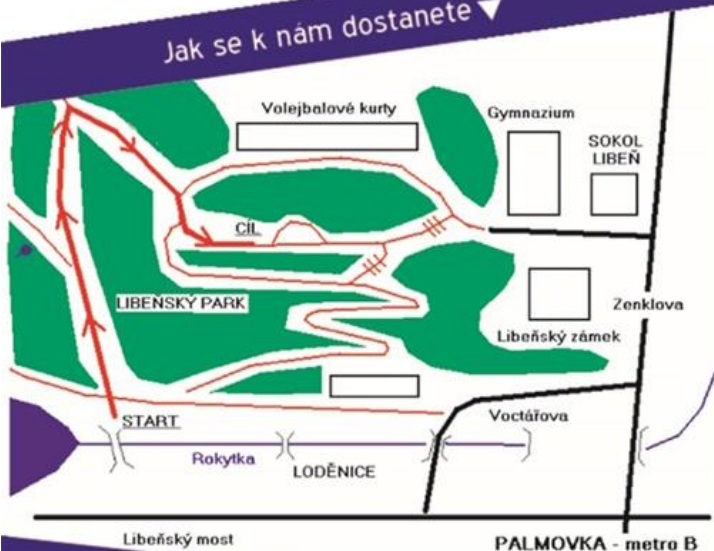 Jak se k nám dostanete
Volejbalové kurty
Gymnazium
SOKOL
LIBEŇ
CÍL
LIBEŇSKÝ PARK
Zenklova
Libeňský zámek
START
Voctářova
Rokytka
LODĚNICE
Libeňský most
PALMOVKA - metro B